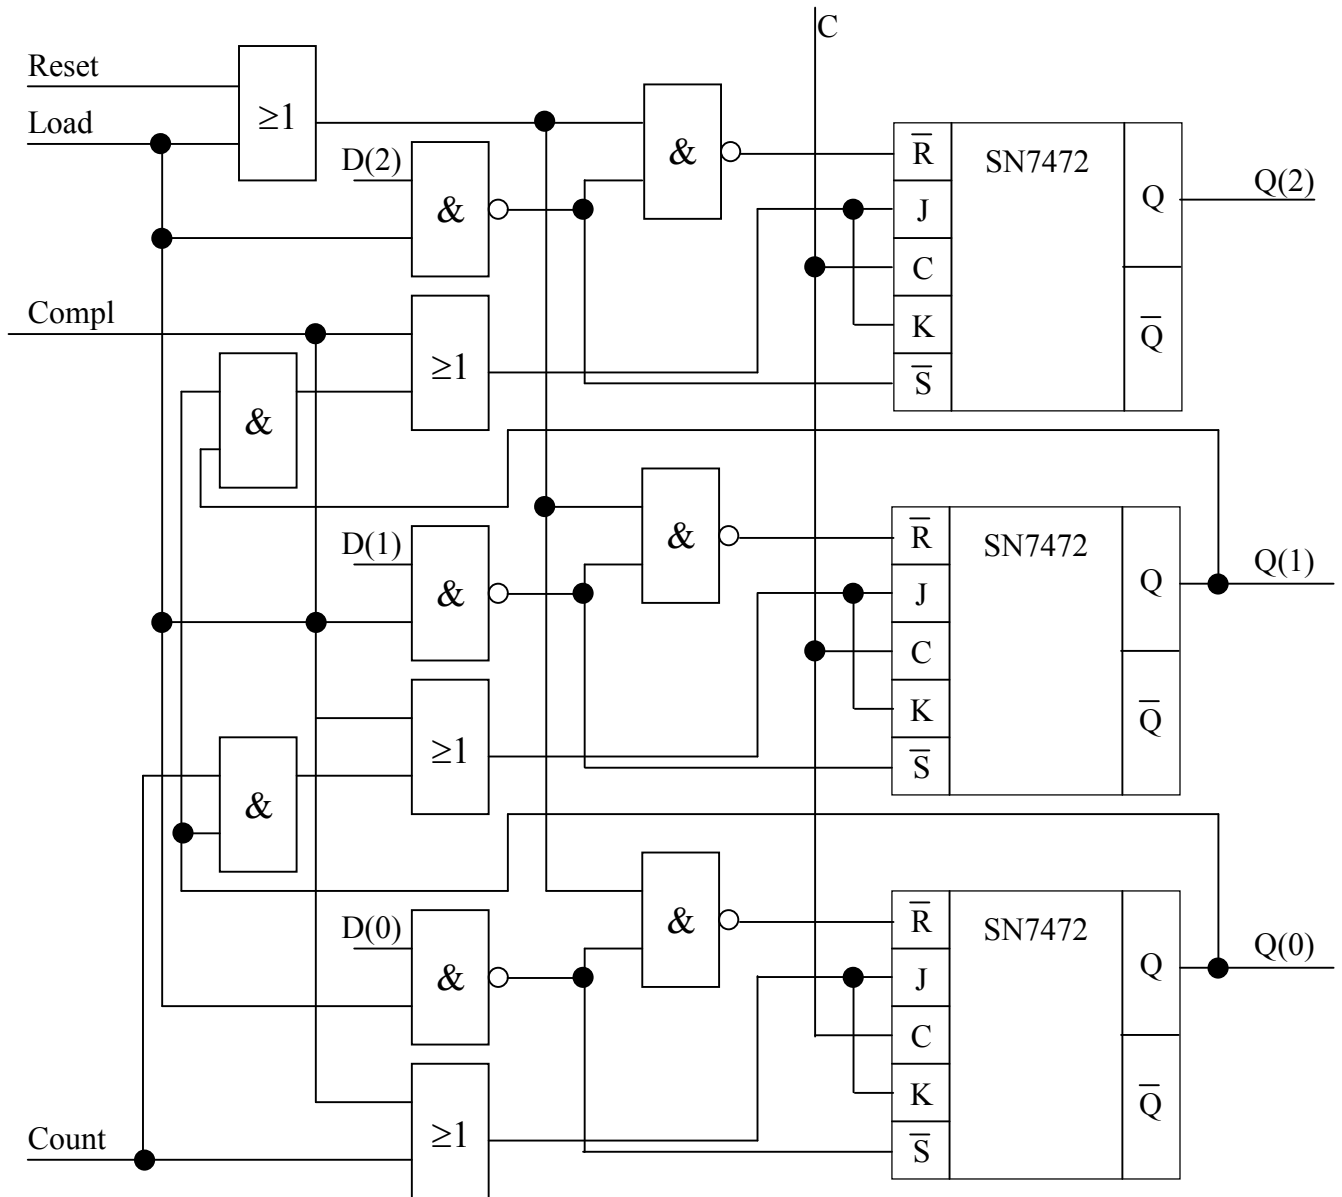 C
Reset
≥1
Load
D(2)
&
&
R̅
SN7472
Q
Q(2)
J
C
K
S̅
Q̅
Compl
≥1
&
D(1)
&
&
R̅
SN7472
Q
Q(1)
J
C
K
S̅
Q̅
≥1
&
D(0)
&
&
R̅
SN7472
Q
Q(0)
J
C
K
S̅
Q̅
Count
≥1